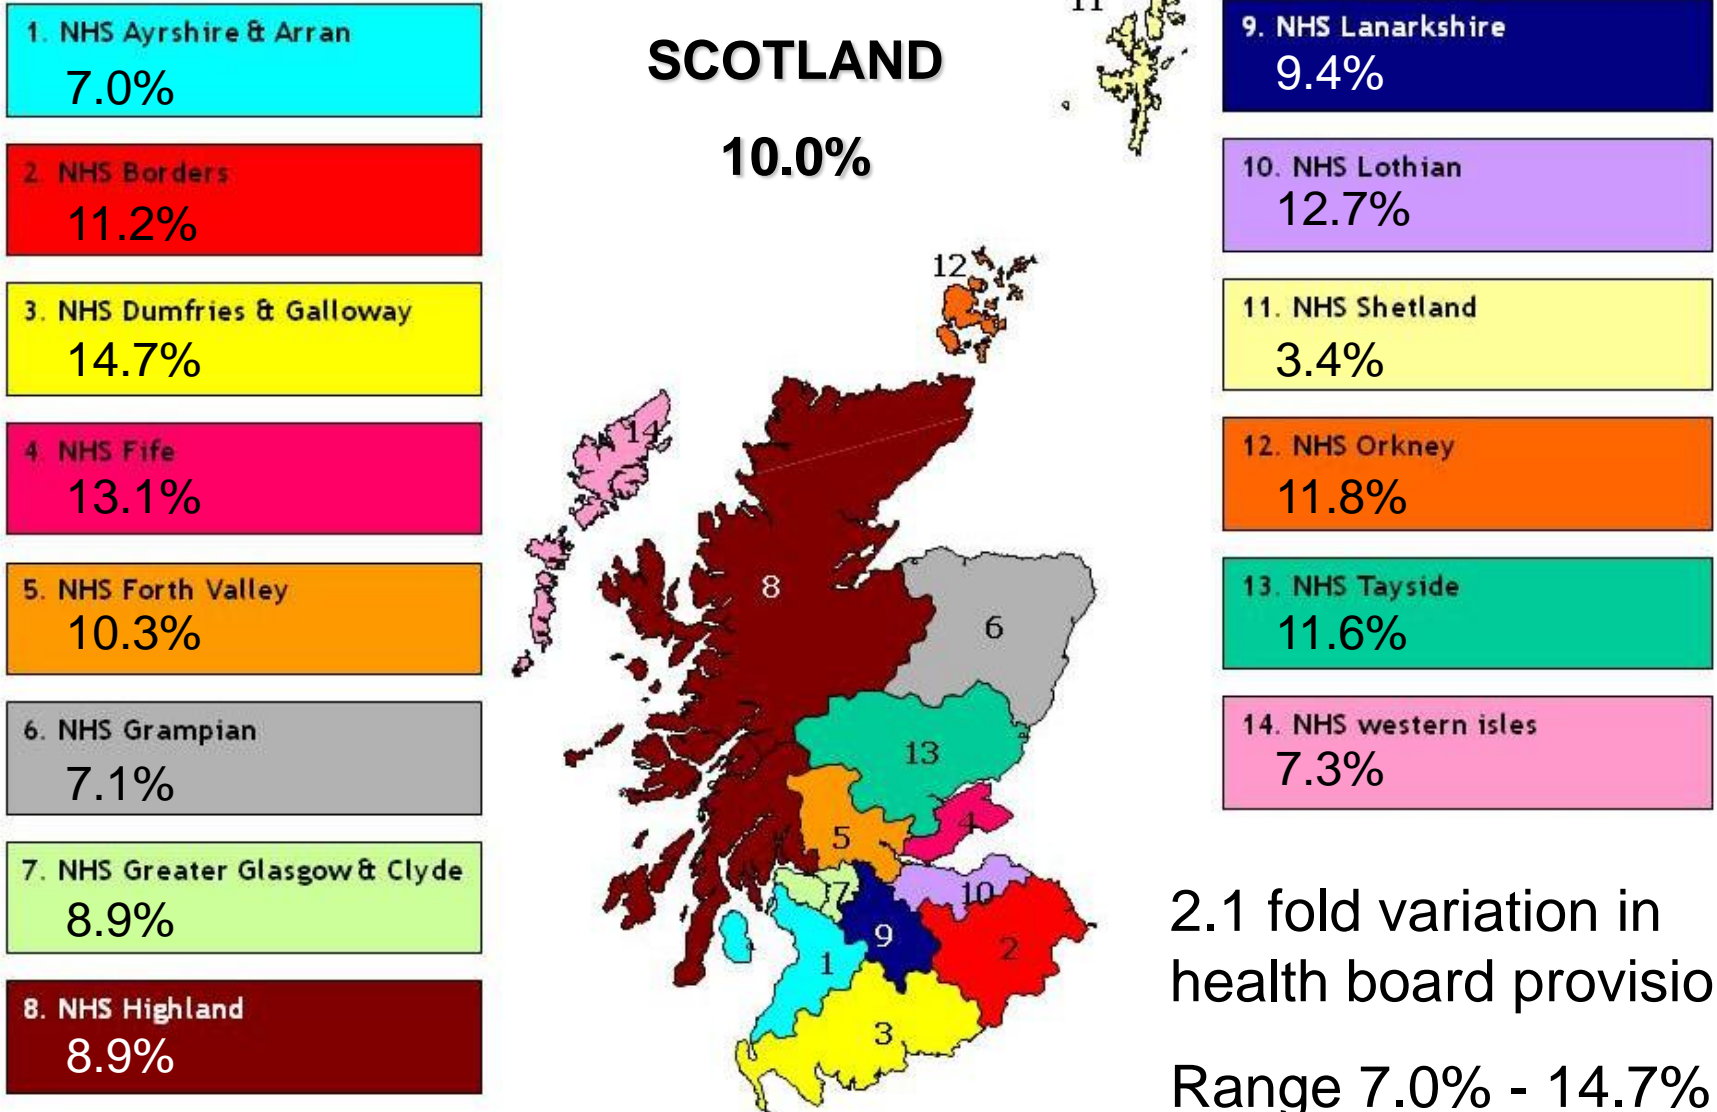 1. NHS Ayrshire & Arran
7.0%
2. NHS Borders
11.2%
3. NHS Dumfries & Galloway
14.7%
4. NHS Fife
13.1%
5. NHS Forth Valley
10.3%
6. NHS Grampian
7.1%
7. NHS Greater Glasgow & Clyde
8.9%
8. NHS Highland
8.9%
SCOTLAND
10.0%
11
12
14
8
6
13
4
5
7
10
9
2
1
3
9. NHS Lanarkshire
9.4%
10. NHS Lothian
12.7%
11. NHS Shetland
3.4%
12. NHS Orkney
11.8%
13. NHS Tayside
11.6%
14. NHS western isles
7.3%
2.1 fold variation in
health board provisio
Range 7.0% - 14.7%